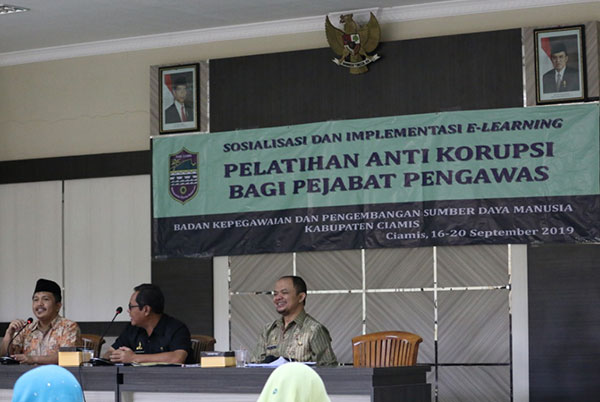 SOSIALISASI DAN IMPLEMENTASI E-LEARNING
PELATIHAN ANTI KORUPSI
BAGI PEJABAT PENGAWAS
BADAN KEPEGAWAIAN DAN PENGEMBANGAN SUMBER DAYA MANUSIA
KABUPATEN CIAMIS
Ciamis, 16-20 September 2019